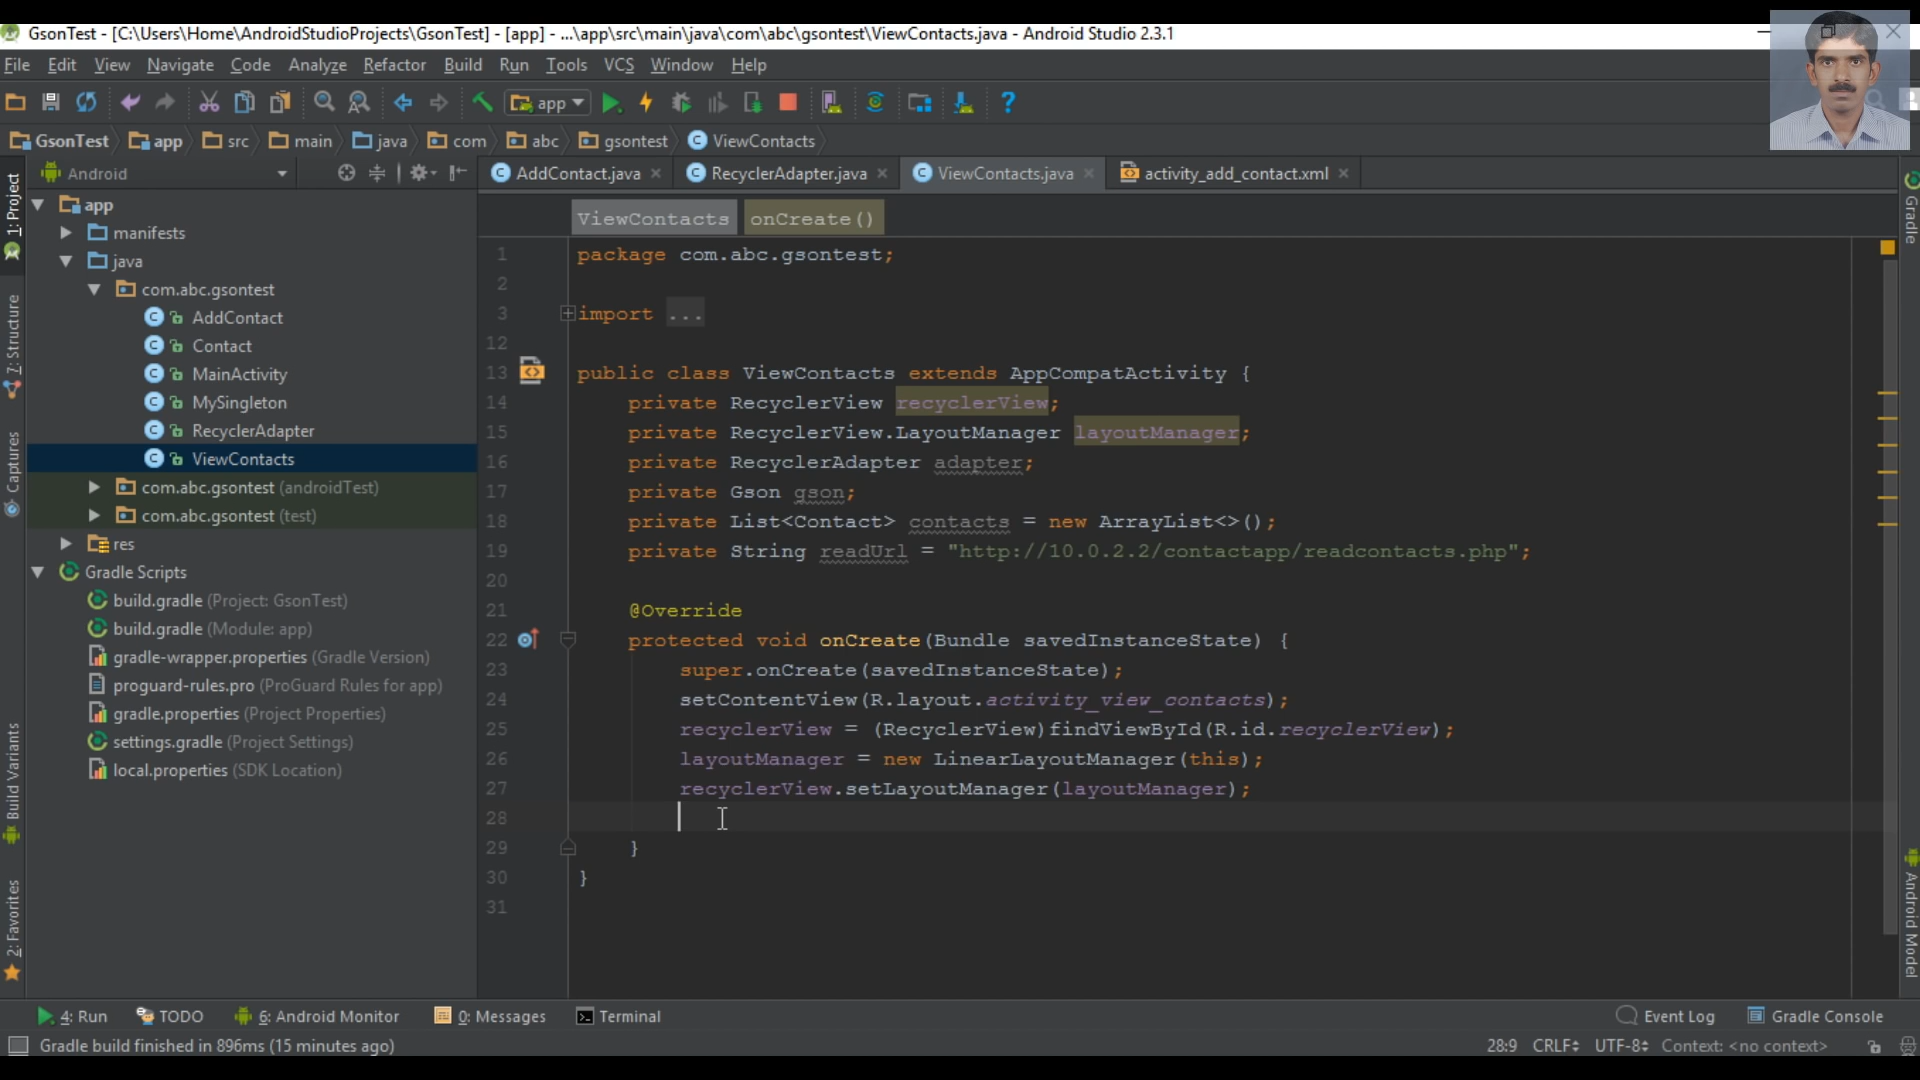 GsonTest - [C:\Users\Home\AndroidStudioProjects\GsonTest] - [app] - ...\app\src\main\java\com\abc\gsontest\ViewContacts.java - Android Studio 2.3.1
File Edit View Navigate Code Analyze Refactor Build Run Tools VCS Window Help
app
GsonTest app src main java com abc gsontest ViewContacts
Android
AddContact.java RecyclerAdapter.java ViewContacts.java activity_add_contact.xml
ViewContacts onCreate()
1: Project
7: Structure
Captures
Build Variants
2: Favorites
app
manifests
java
com.abc.gsontest
AddContact
Contact
MainActivity
MySingleton
RecyclerAdapter
ViewContacts
com.abc.gsontest (androidTest)
com.abc.gsontest (test)
res
Gradle Scripts
build.gradle (Project: GsonTest)
build.gradle (Module: app)
gradle-wrapper.properties (Gradle Version)
proguard-rules.pro (ProGuard Rules for app)
gradle.properties (Project Properties)
settings.gradle (Project Settings)
local.properties (SDK Location)
1 package com.abc.gsontest;
2
3 import ...
12
13 public class ViewContacts extends AppCompatActivity {
14 private RecyclerView recyclerView;
15 private RecyclerView.LayoutManager layoutManager;
16 private RecyclerAdapter adapter;
17 private Gson gson;
18 private List<Contact> contacts = new ArrayList<>();
19 private String readUrl = "http://10.0.2.2/contactapp/readcontacts.php";
20
21 @Override
22 protected void onCreate(Bundle savedInstanceState) {
23 super.onCreate(savedInstanceState);
24 setContentView(R.layout.activity_view_contacts);
25 recyclerView = (RecyclerView)findViewById(R.id.recyclerView);
26 layoutManager = new LinearLayoutManager(this);
27 recyclerView.setLayoutManager(layoutManager);
28
29 }
30 }
31
Gradle
Android Model
4: Run TODO 6: Android Monitor 0: Messages Terminal Event Log Gradle Console
Gradle build finished in 896ms (15 minutes ago) 28:9 CRLF UTF-8 Context: <no context>